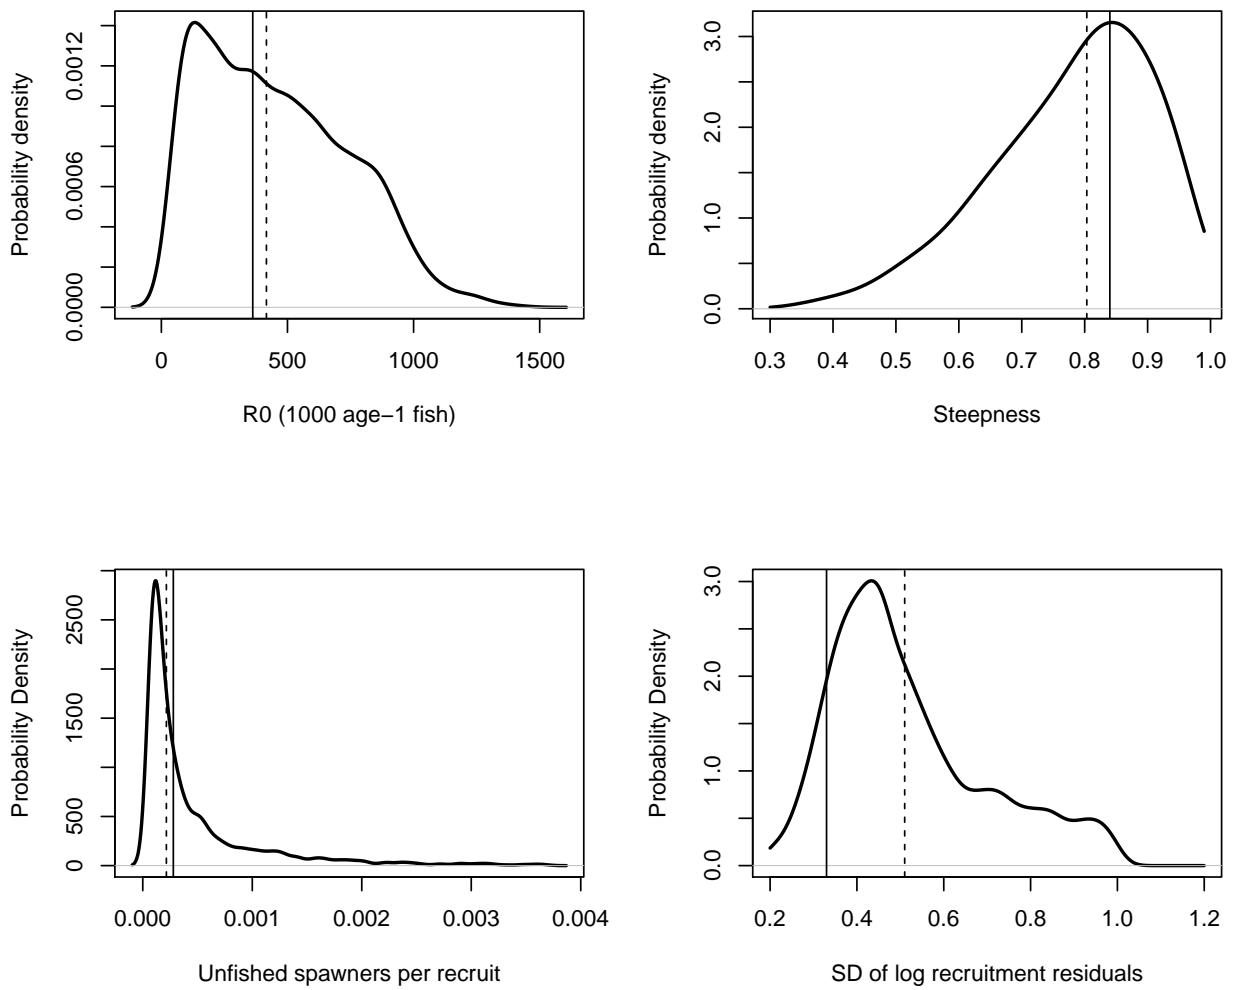 Probability density
0.0000 0.0006 0.0012
0 500 1000 1500
R0 (1000 age−1 fish)
Probability density
0.0 1.0 2.0 3.0
0.3 0.4 0.5 0.6 0.7 0.8 0.9 1.0
Steepness
Probability Density
0 500 1500 2500
0.000 0.001 0.002 0.003 0.004
Unfished spawners per recruit
Probability Density
0.0 1.0 2.0 3.0
0.2 0.4 0.6 0.8 1.0 1.2
SD of log recruitment residuals